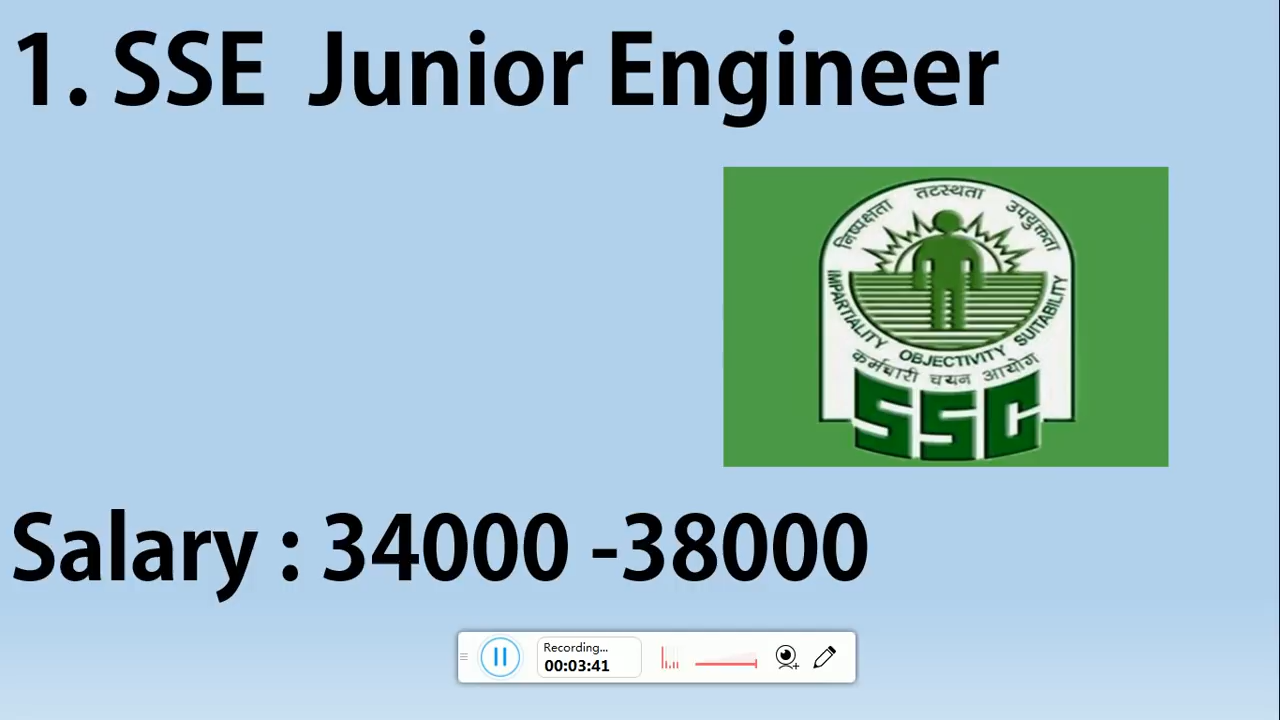 1. SSE Junior Engineer
निष्पक्षता तटस्थता उपयुक्तता
IMPARTIALITY OBJECTIVITY SUITABILITY
कर्मचारी चयन आयोग
SSC
Salary : 34000 -38000
Recording...
00:03:41